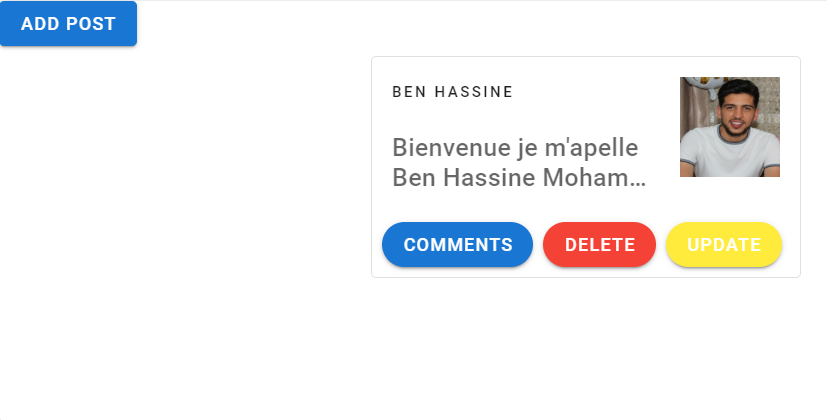 ADD POST
BEN HASSINE
Bienvenue je m'apelle
Ben Hassine Moham...
COMMENTS DELETE UPDATE